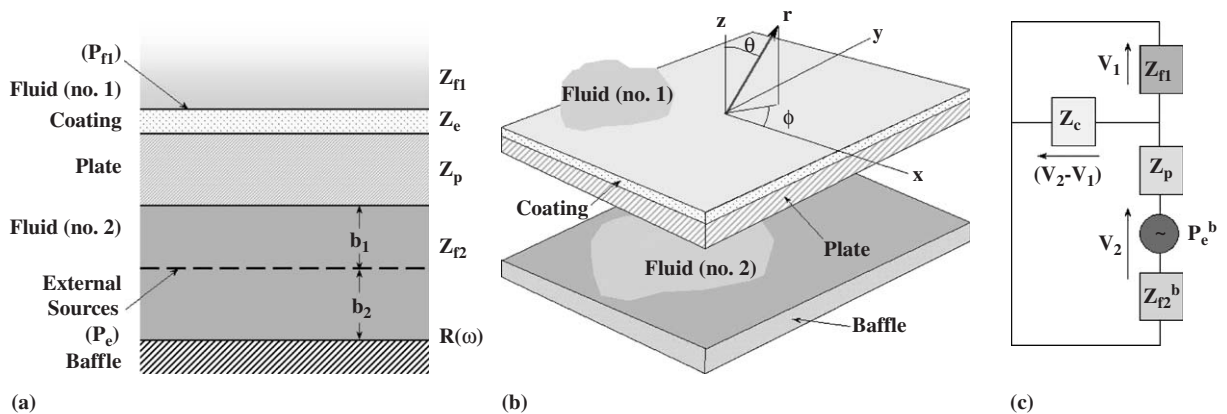 (P_f1)
Fluid (no. 1)
Z_f1
Coating
Z_e
Plate
Z_p
Fluid (no. 2)
b_1
Z_f2
External
Sources
(P_e)
b_2
R(ω)
Baffle
(a)
z
r
y
θ
Fluid (no. 1)
ϕ
x
Coating
Plate
Fluid (no. 2)
Baffle
(b)
V_1
Z_f1
Z_c
(V_2-V_1)
Z_p
V_2
~
P_e^b
Z_f2^b
(c)